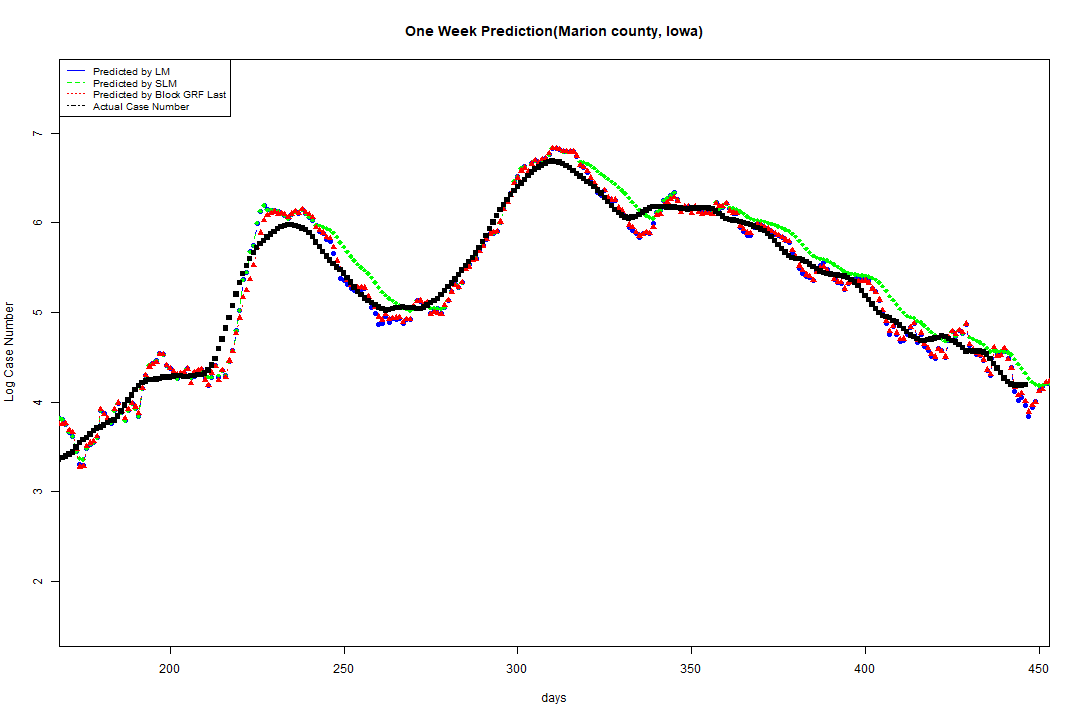 One Week Prediction(Marion county, Iowa)
Predicted by LM
Predicted by SLM
Predicted by Block GRF Last
Actual Case Number
7
6
5
4
3
2
Log Case Number
200 250 300 350 400 450
days